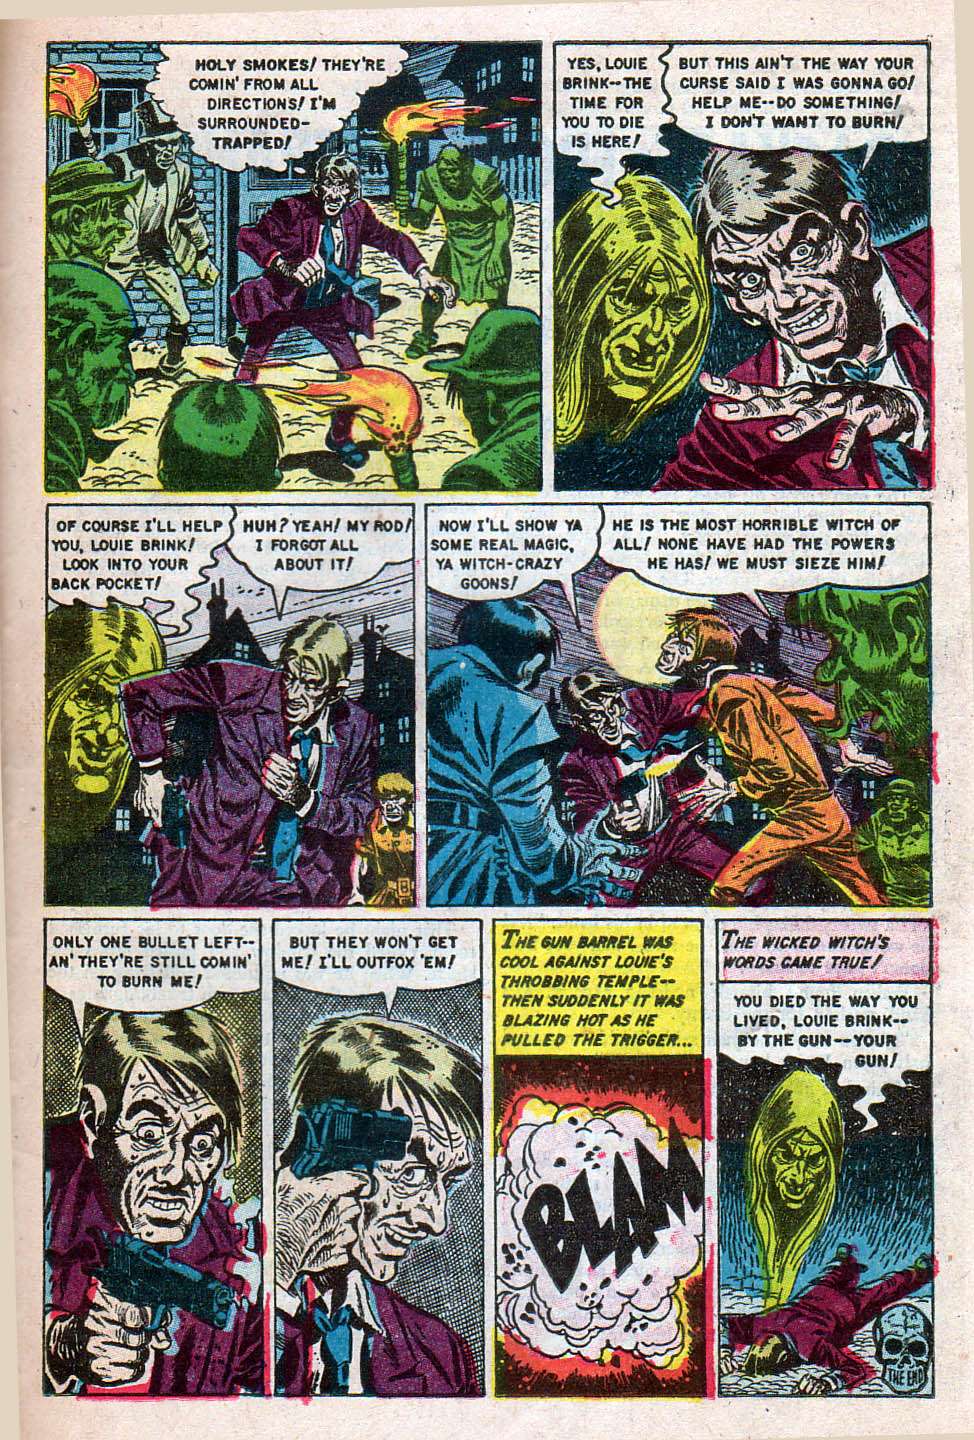 HOLY SMOKES! THEY'RE
COMIN' FROM ALL
DIRECTIONS! I'M
SURROUNDED-
TRAPPED!
YES, LOUIE
BRINK--THE
TIME FOR
YOU TO DIE
IS HERE!
BUT THIS AIN'T THE WAY YOUR
CURSE SAID I WAS GONNA GO!
HELP ME--DO SOMETHING!
I DON'T WANT TO BURN!
OF COURSE I'LL HELP
YOU, LOUIE BRINK!
LOOK INTO YOUR
BACK POCKET!
HUH? YEAH! MY ROD!
I FORGOT ALL
ABOUT IT!
NOW I'LL SHOW YA
SOME REAL MAGIC,
YA WITCH-CRAZY
GOONS!
HE IS THE MOST HORRIBLE WITCH OF
ALL! NONE HAVE HAD THE POWERS
HE HAS! WE MUST SIEZE HIM!
ONLY ONE BULLET LEFT--
AN' THEY'RE STILL COMIN'
TO BURN ME!
BUT THEY WON'T GET
ME! I'LL OUTFOX 'EM!
THE GUN BARREL WAS
COOL AGAINST LOUIE'S
THROBBING TEMPLE--
THEN SUDDENLY IT WAS
BLAZING HOT AS HE
PULLED THE TRIGGER...
BLAM
THE WICKED WITCH'S
WORDS CAME TRUE!
YOU DIED THE WAY YOU
LIVED, LOUIE BRINK--
BY THE GUN--YOUR
GUN!
THE END